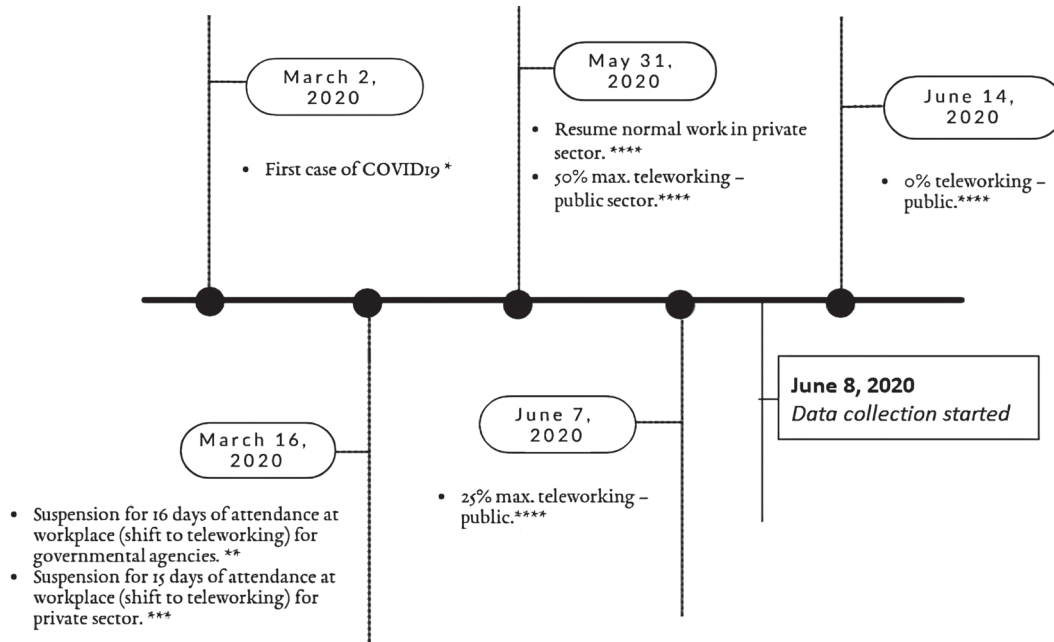 March 2,
2020
• First case of COVID19 *
May 31,
2020
• Resume normal work in private
sector. ****
• 50% max. teleworking –
public sector.****
June 14,
2020
• 0% teleworking –
public.****
March 16,
2020
• Suspension for 16 days of attendance at
workplace (shift to teleworking) for
governmental agencies. **
• Suspension for 15 days of attendance at
workplace (shift to teleworking) for
private sector. ***
June 7,
2020
• 25% max. teleworking –
public.****
June 8, 2020
Data collection started